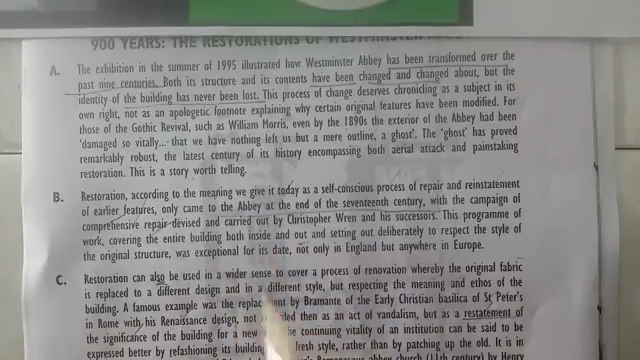 900 YEARS: THE RESTORATIONS OF WESTMINSTER
A. The exhibition in the summer of 1995 illustrated how Westminster Abbey has been transformed over the
past nine centuries. Both its structure and its contents have been changed and changed about, but the
identity of the building has never been lost. This process of change deserves chronicling as a subject in its
own right, not as an apologetic footnote explaining why certain original features have been modified. For
those of the Gothic Revival, such as William Morris, even by the 1890s the exterior of the Abbey had been
'damaged so vitally...- that we have nothing left us but a mere outline, a ghost'. The 'ghost' has proved
remarkably robust, the latest century of its history encompassing both aerial attack and painstaking
restoration. This is a story worth telling.
B. Restoration, according to the meaning we give it today as a self-conscious process of repair and reinstatement
of earlier features, only came to the Abbey at the end of the seventeenth century, with the campaign of
comprehensive repair devised and carried out by Christopher Wren and his successors. This programme of
work, covering the entire building both inside and out and setting out deliberately to respect the style of
the original structure, was exceptional for its date, not only in England but anywhere in Europe.
C. Restoration can also be used in a wider sense to cover a process of renovation whereby the original fabric
is replaced to a different design and in a different style, but respecting the meaning and ethos of the
building. A famous example was the replac by Bramante of the Early Christian basilica of St Peter's
in Rome with his Renaissance design, not then as an act of vandalism, but as a restatement of
the significance of the building for a new continuing vitality of an institution can be said to be
expressed better by refashioning its building fresh style, rather than by patching up the old. It is in
abbey church (11th century) by Henry